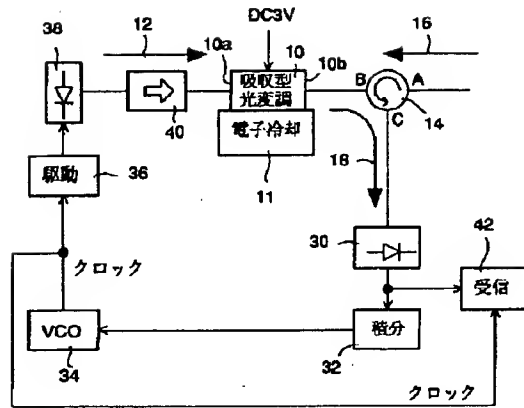 38
12
DC3V
16
10a
10
10b
吸収型
光変調
B
A
C
14
40
電子冷却
11
18
駆動
36
30
42
受信
クロック
VCO
34
積分
32
クロック